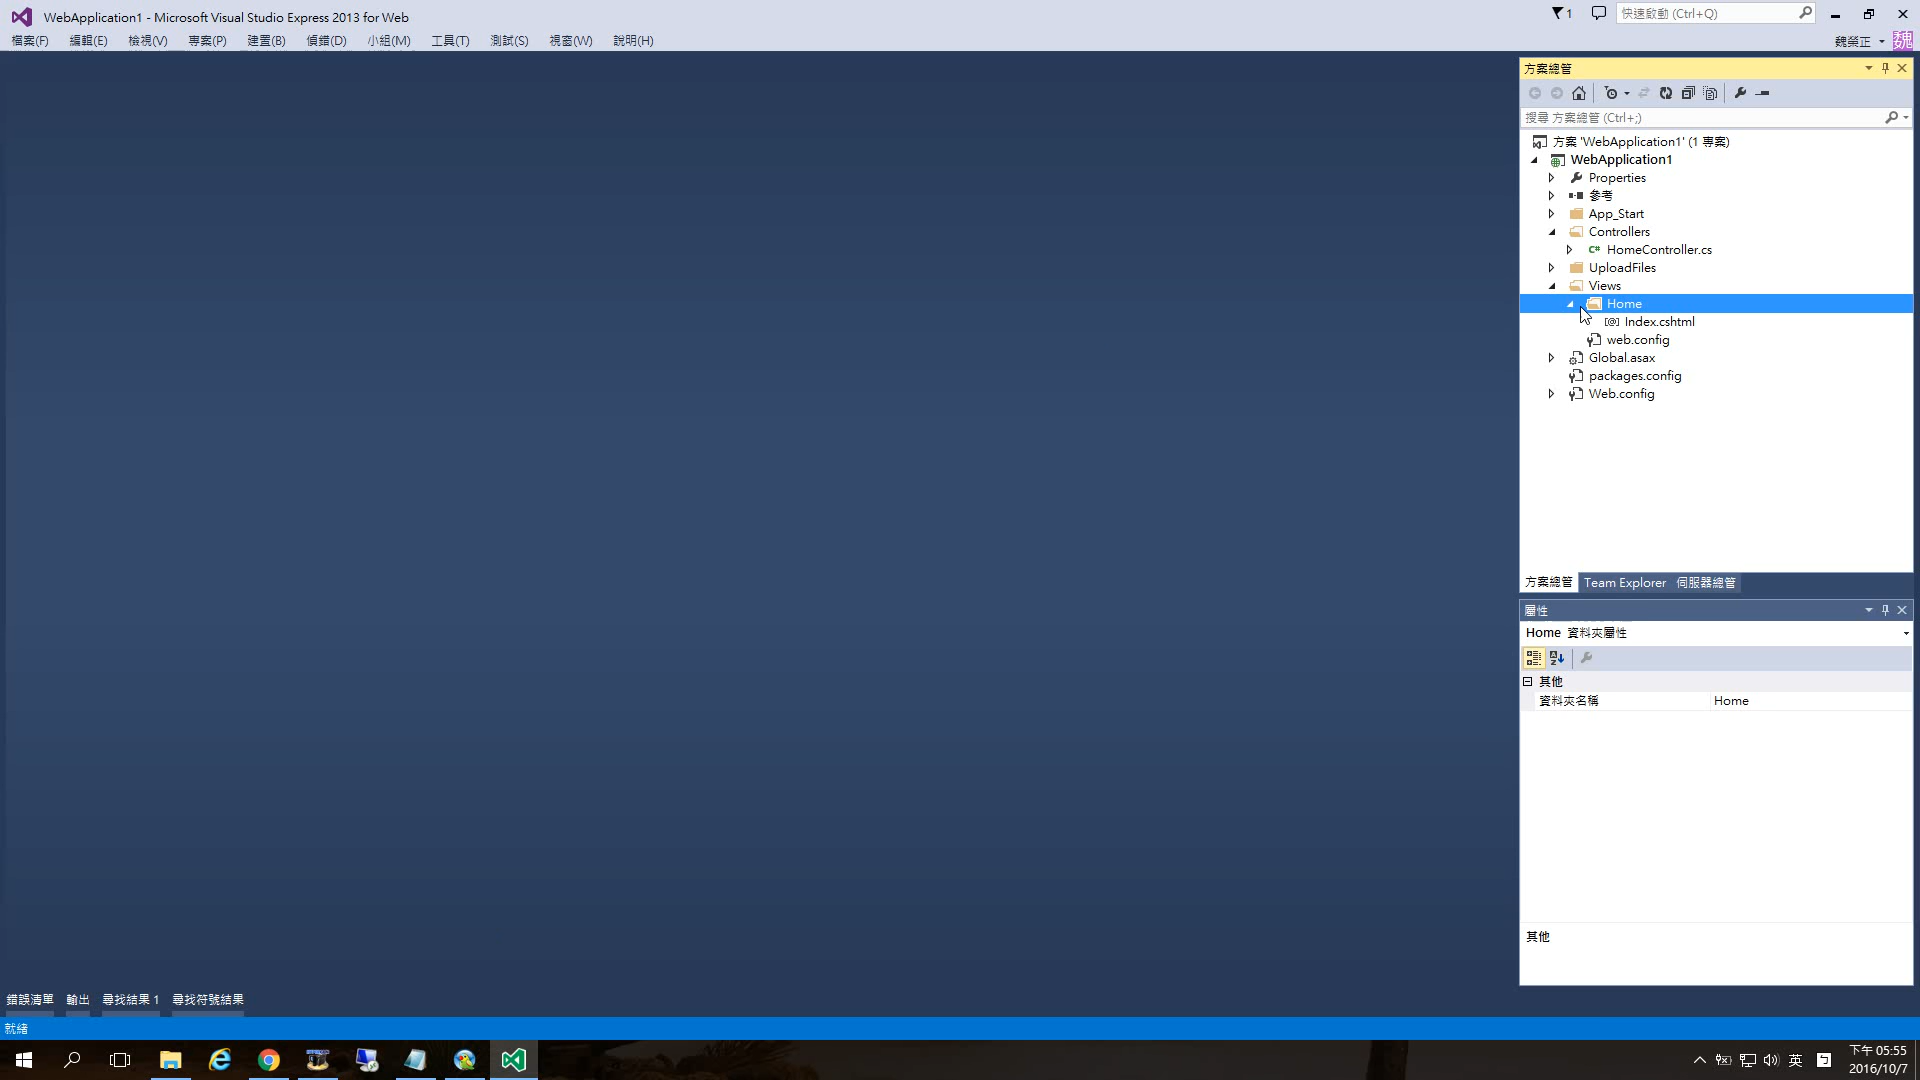 WebApplication1 - Microsoft Visual Studio Express 2013 for Web
1
快速啟動 (Ctrl+Q)
檔案(F) 編輯(E) 檢視(V) 專案(P) 建置(B) 偵錯(D) 小組(M) 工具(T) 測試(S) 視窗(W) 說明(H)
魏榮正 魏
方案總管
搜尋 方案總管 (Ctrl+;)
方案 'WebApplication1' (1 專案)
WebApplication1
Properties
參考
App_Start
Controllers
C# HomeController.cs
UploadFiles
Views
Home
[@] Index.cshtml
web.config
Global.asax
packages.config
Web.config
方案總管 Team Explorer 伺服器總管
屬性
Home 資料夾屬性
其他
資料夾名稱 Home
其他
錯誤清單 輸出 尋找結果 1 尋找符號結果
就緒
英
下午 05:55
2016/10/7